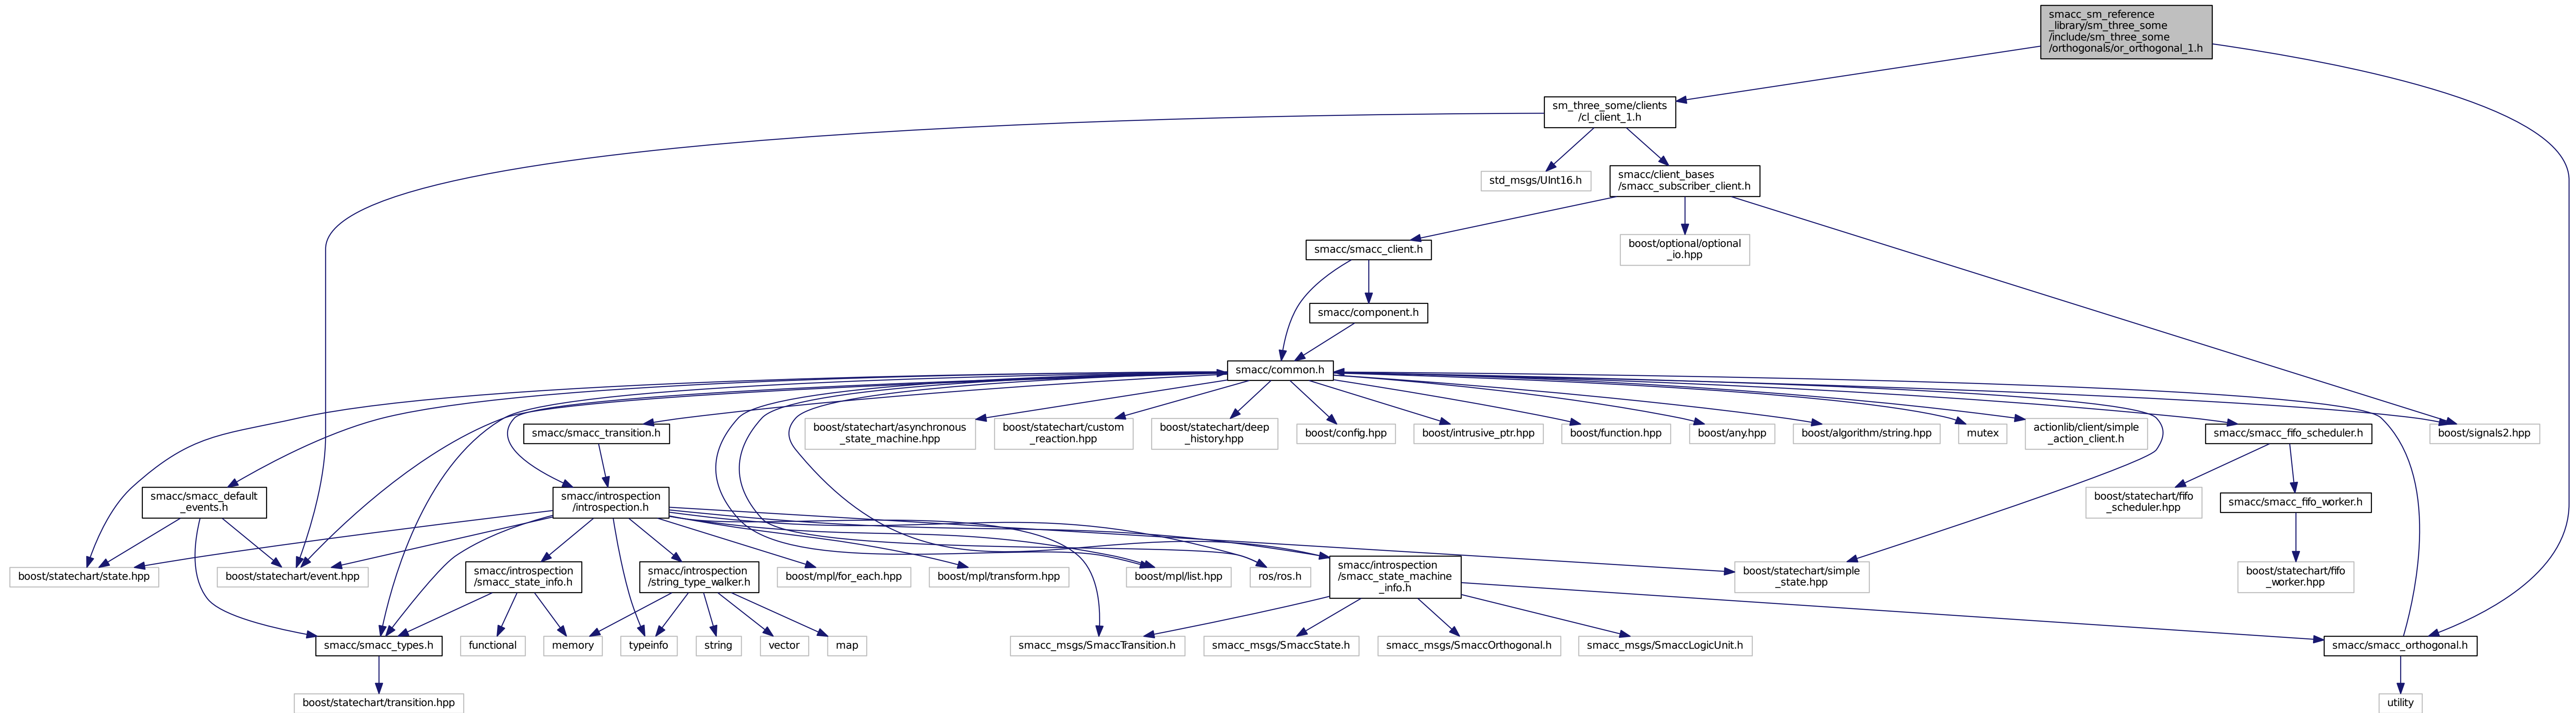 smacc_sm_reference
_library/sm_three_some
/include/sm_three_some
/orthogonals/or_orthogonal_1.h
sm_three_some/clients
/cl_client_1.h
std_msgs/UInt16.h
smacc/client_bases
/smacc_subscriber_client.h
smacc/smacc_client.h
boost/optional/optional
_io.hpp
smacc/component.h
smacc/common.h
smacc/smacc_transition.h
boost/statechart/asynchronous
_state_machine.hpp
boost/statechart/custom
_reaction.hpp
boost/statechart/deep
_history.hpp
boost/config.hpp
boost/intrusive_ptr.hpp
boost/function.hpp
boost/any.hpp
boost/algorithm/string.hpp
mutex
actionlib/client/simple
_action_client.h
smacc/smacc_fifo_scheduler.h
boost/signals2.hpp
smacc/smacc_default
_events.h
smacc/introspection
/introspection.h
boost/statechart/fifo
_scheduler.hpp
smacc/smacc_fifo_worker.h
boost/statechart/state.hpp
boost/statechart/event.hpp
smacc/introspection
/smacc_state_info.h
smacc/introspection
/string_type_walker.h
boost/mpl/for_each.hpp
boost/mpl/transform.hpp
boost/mpl/list.hpp
ros/ros.h
smacc/introspection
/smacc_state_machine
_info.h
boost/statechart/simple
_state.hpp
boost/statechart/fifo
_worker.hpp
smacc/smacc_types.h
functional
memory
typeinfo
string
vector
map
smacc_msgs/SmaccTransition.h
smacc_msgs/SmaccState.h
smacc_msgs/SmaccOrthogonal.h
smacc_msgs/SmaccLogicUnit.h
smacc/smacc_orthogonal.h
boost/statechart/transition.hpp
utility